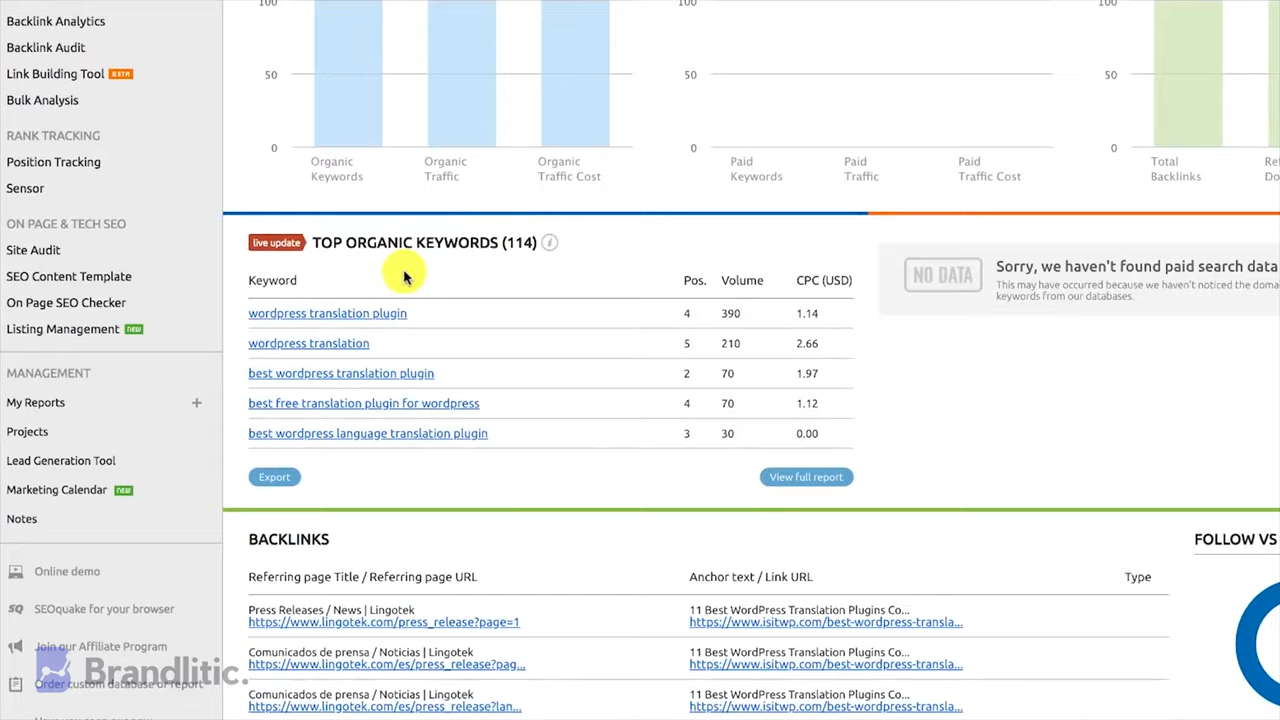 Backlink Analytics
Backlink Audit
Link Building Tool BETA
Bulk Analysis
RANK TRACKING
Position Tracking
Sensor
ON PAGE & TECH SEO
Site Audit
SEO Content Template
On Page SEO Checker
Listing Management NEW
MANAGEMENT
My Reports +
Projects
Lead Generation Tool
Marketing Calendar NEW
Notes
Online demo
SQ SEOquake for your browser
Join our Affiliate Program
Order custom database or report
Brandlitic.
100
50
0
Organic Keywords
Organic Traffic
Organic Traffic Cost
100
50
0
Paid Keywords
Paid Traffic
Paid Traffic Cost
100
50
0
Total Backlinks
live update TOP ORGANIC KEYWORDS (114) i
Keyword Pos. Volume CPC (USD)
wordpress translation plugin 4 390 1.14
wordpress translation 5 210 2.66
best wordpress translation plugin 2 70 1.97
best free translation plugin for wordpress 4 70 1.12
best wordpress language translation plugin 3 30 0.00
Export View full report
NO DATA
Sorry, we haven't found paid search data
This may have occurred because we haven't noticed the doma
keywords from our databases.
BACKLINKS
Referring page Title / Referring page URL Anchor text / Link URL Type
Press Releases / News | Lingotek 11 Best WordPress Translation Plugins Co...
https://www.lingotek.com/press_release?page=1 https://www.isitwp.com/best-wordpress-transla...
Comunicados de prensa / Noticias | Lingotek 11 Best WordPress Translation Plugins Co...
https://www.lingotek.com/es/press_release?pag... https://www.isitwp.com/best-wordpress-transla...
Comunicados de prensa / Noticias | Lingotek 11 Best WordPress Translation Plugins Co...
https://www.lingotek.com/es/press_release?lan... https://www.isitwp.com/best-wordpress-transla...
FOLLOW VS